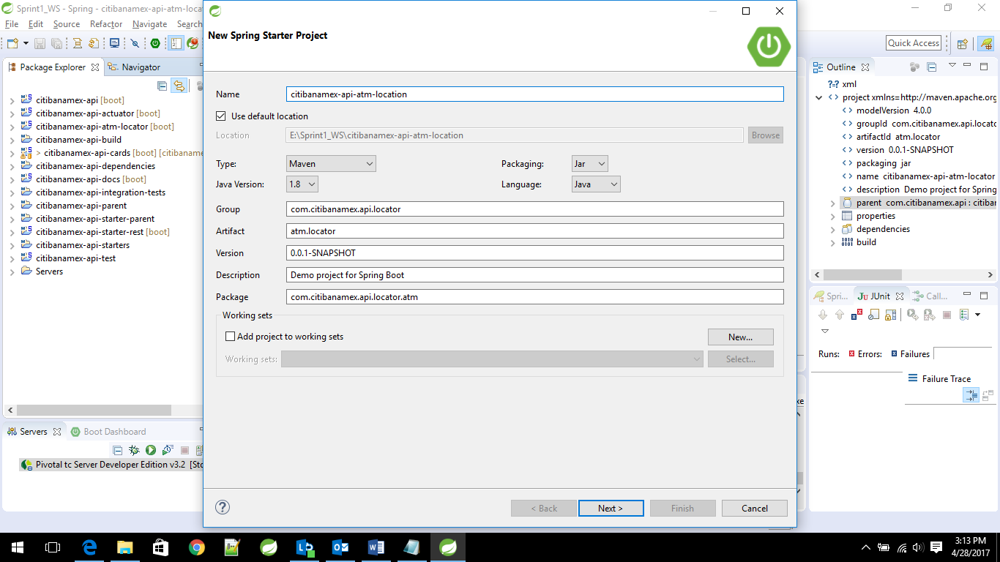 Sprint1_WS - Spring - citibanamex-api-atm-loca
File Edit Source Refactor Navigate Search
Quick Access
Package Explorer Navigator
citibanamex-api [boot]
citibanamex-api-actuator [boot]
citibanamex-api-atm-locator [boot]
citibanamex-api-build
> citibanamex-api-cards [boot] [citibaname
citibanamex-api-dependencies
citibanamex-api-docs [boot]
citibanamex-api-integration-tests
citibanamex-api-parent
citibanamex-api-starter-parent
citibanamex-api-starter-rest [boot]
citibanamex-api-starters
citibanamex-api-test
Servers
Servers Boot Dashboard
Pivotal tc Server Developer Edition v3.2 [Sto
New Spring Starter Project
Name citibanamex-api-atm-location
Use default location
Location E:\Sprint1_WS\citibanamex-api-atm-location Browse
Type: Maven Packaging: Jar
Java Version: 1.8 Language: Java
Group com.citibanamex.api.locator
Artifact atm.locator
Version 0.0.1-SNAPSHOT
Description Demo project for Spring Boot
Package com.citibanamex.api.locator.atm
Working sets
Add project to working sets New...
Working sets: Select...
< Back Next > Finish Cancel
Outline
xml
project xmlns=http://maven.apache.org
modelVersion 4.0.0
groupId com.citibanamex.api.locato
artifactId atm.locator
version 0.0.1-SNAPSHOT
packaging jar
name citibanamex-api-atm-locator
description Demo project for Spring
parent com.citibanamex.api : citiban
properties
dependencies
build
Spri... JUnit Call...
Runs: Errors: Failures
Failure Trace
3:13 PM
4/28/2017